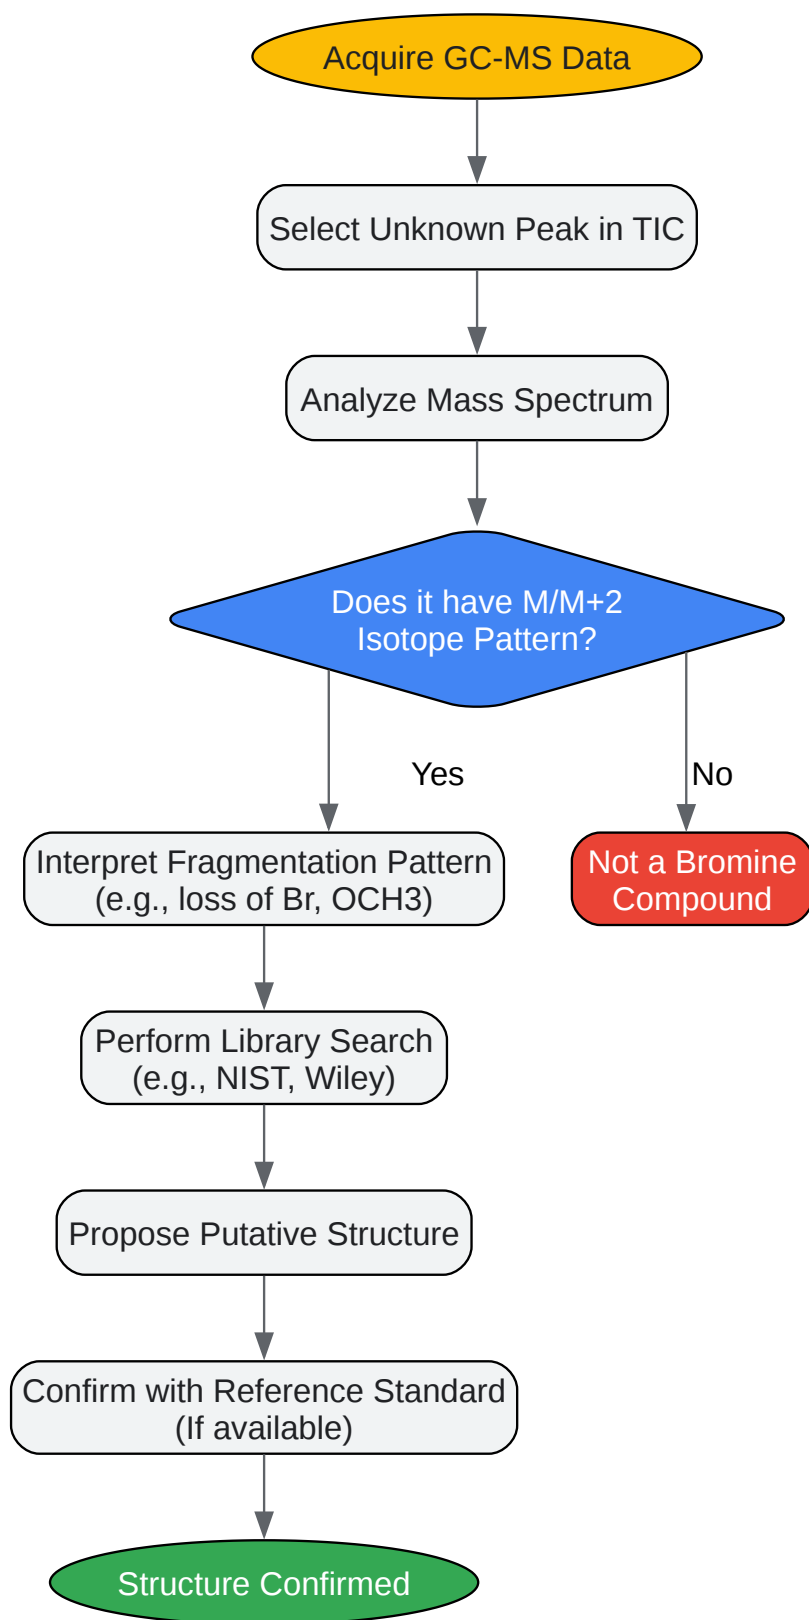 Acquire GC-MS Data
Select Unknown Peak in TIC
Analyze Mass Spectrum
Does it have M/M+2
Isotope Pattern?
Yes
No
Interpret Fragmentation Pattern
(e.g., loss of Br, OCH3)
Not a Bromine
Compound
Perform Library Search
(e.g., NIST, Wiley)
Propose Putative Structure
Confirm with Reference Standard
(If available)
Structure Confirmed